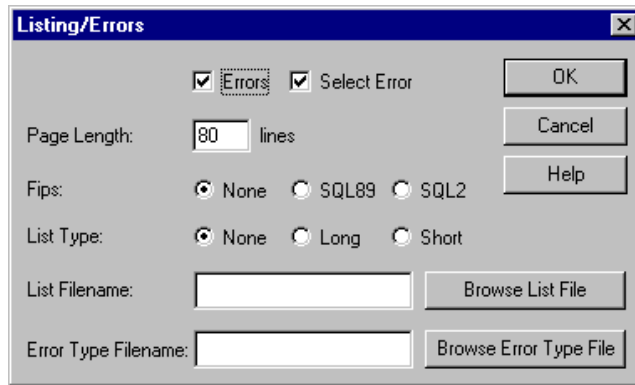 Listing/Errors
Errors Select Error
OK
Page Length: 80 lines
Cancel
Fips: None SQL89 SQL2
Help
List Type: None Long Short
List Filename: Browse List File
Error Type Filename: Browse Error Type File